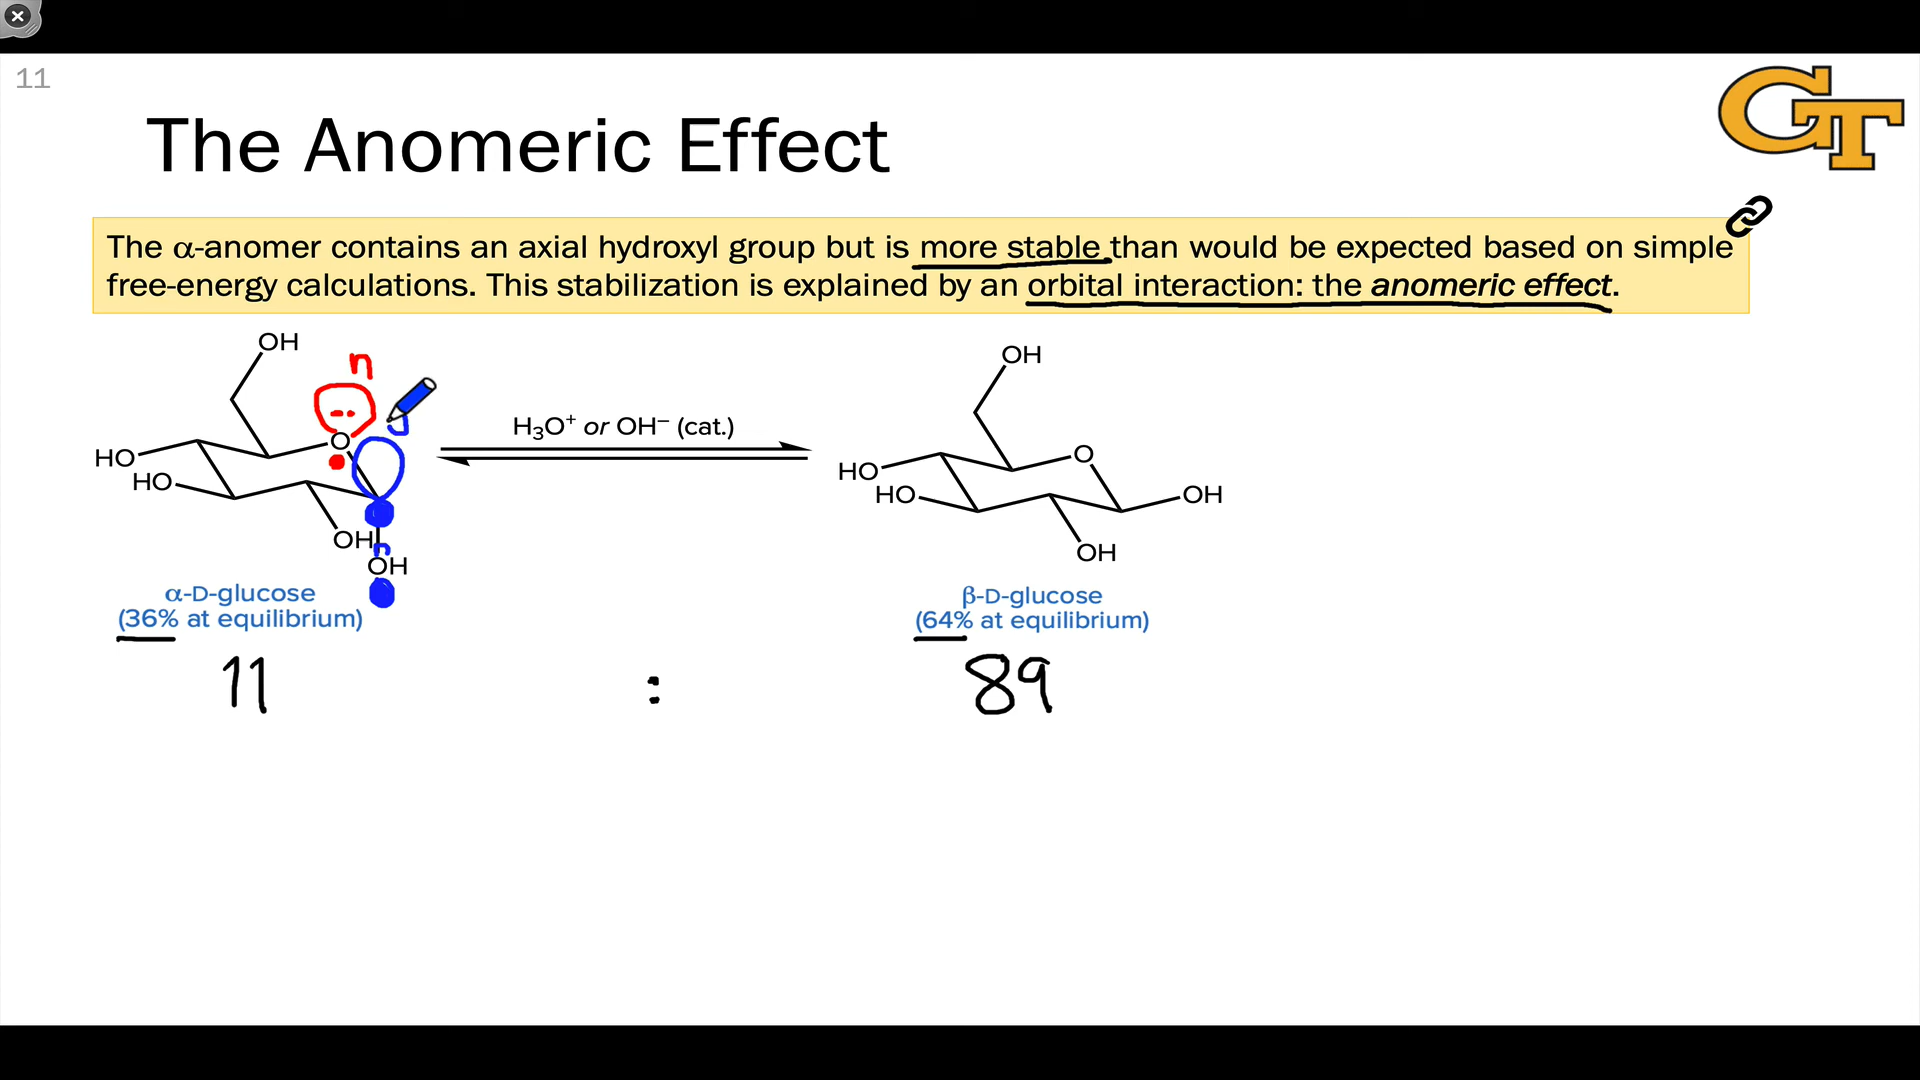 11
GT
The Anomeric Effect
The α-anomer contains an axial hydroxyl group but is more stable than would be expected based on simple
free-energy calculations. This stabilization is explained by an orbital interaction: the anomeric effect.
OH
n
O
HO
HO
OH
OH
H₃O⁺ or OH⁻ (cat.)
OH
O
HO
HO
OH
OH
α-D-glucose
(36% at equilibrium)
β-D-glucose
(64% at equilibrium)
11 : 89